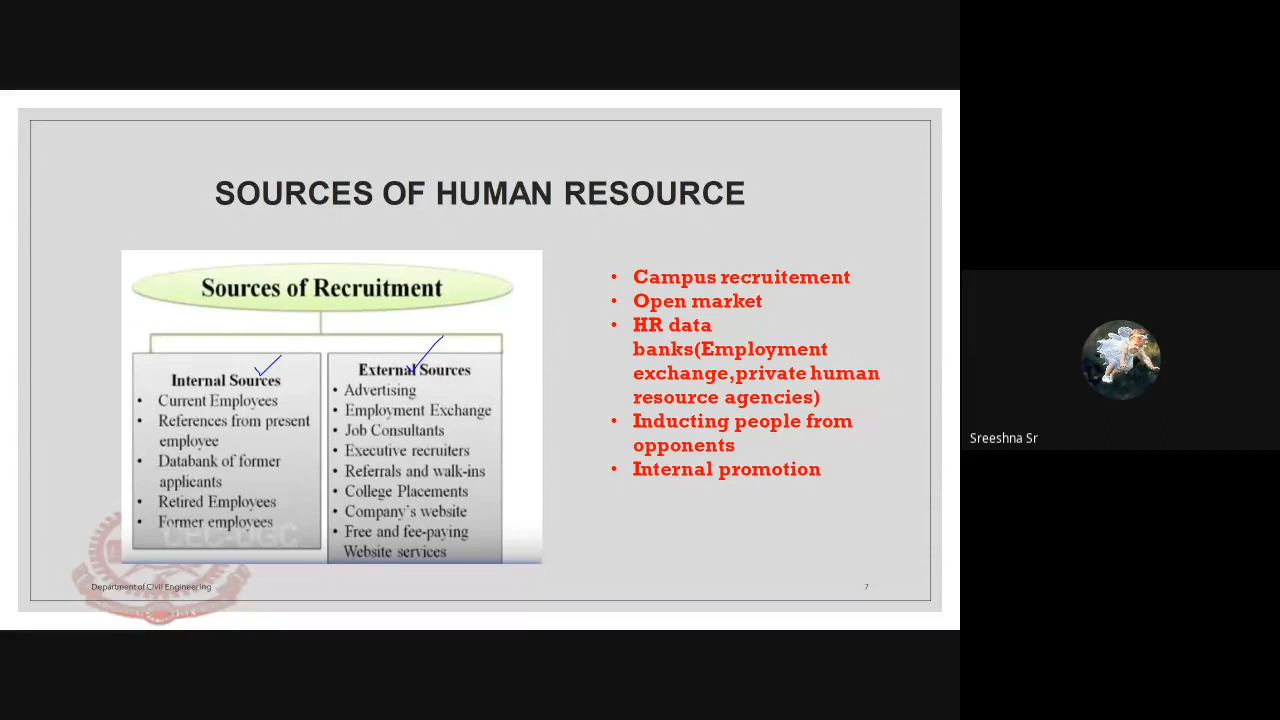 SOURCES OF HUMAN RESOURCE
Sources of Recruitment
Internal Sources
• Current Employees
• References from present
employee
• Databank of former
applicants
• Retired Employees
• Former employees
External Sources
• Advertising
• Employment Exchange
• Job Consultants
• Executive recruiters
• Referrals and walk-ins
• College Placements
• Company's website
• Free and fee-paying
Website services
• Campus recruitement
• Open market
• HR data
banks(Employment
exchange,private human
resource agencies)
• Inducting people from
opponents
• Internal promotion
CEC-UGC
Department of Civil Engineering
7
Sreeshna Sr